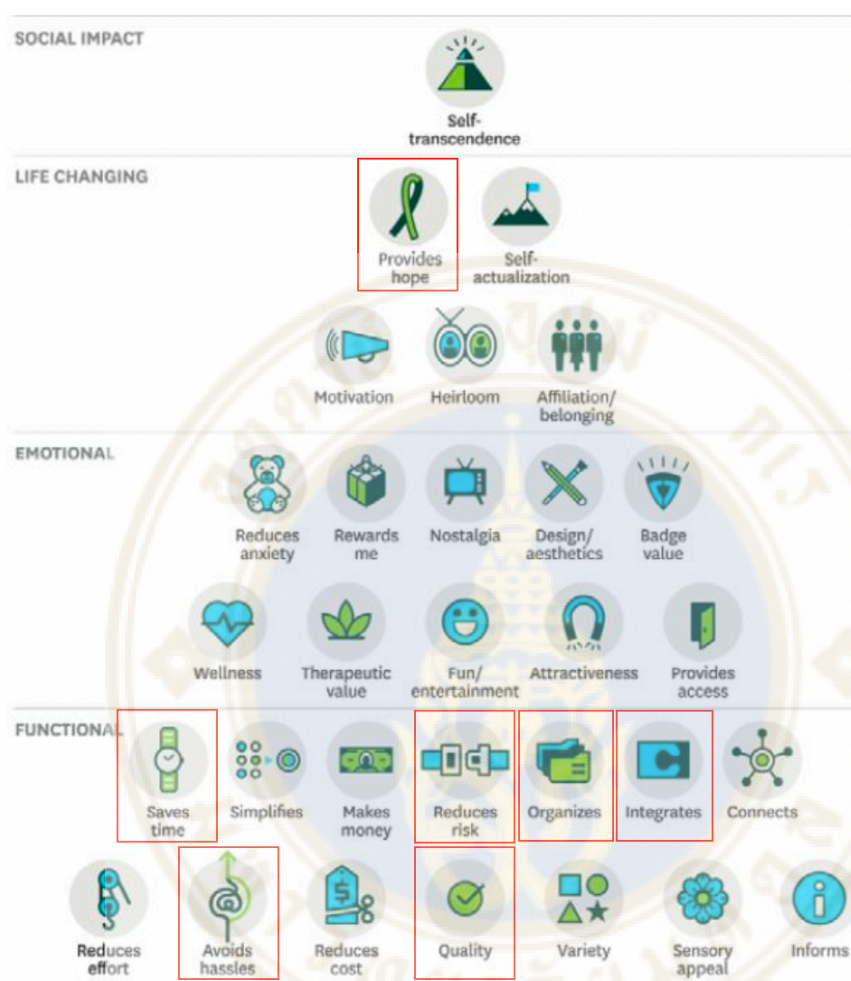 SOCIAL IMPACT
Self-
transcendence
LIFE CHANGING
Provides
hope
Self-
actualization
Motivation
Heirloom
Affiliation/
belonging
EMOTIONAL
Reduces
anxiety
Rewards
me
Nostalgia
Design/
aesthetics
Badge
value
Wellness
Therapeutic
value
Fun/
entertainment
Attractiveness
Provides
access
FUNCTIONAL
Saves
time
Simplifies
Makes
money
Reduces
risk
Organizes
Integrates
Connects
Reduces
effort
Avoids
hassles
Reduces
cost
Quality
Variety
Sensory
appeal
Informs